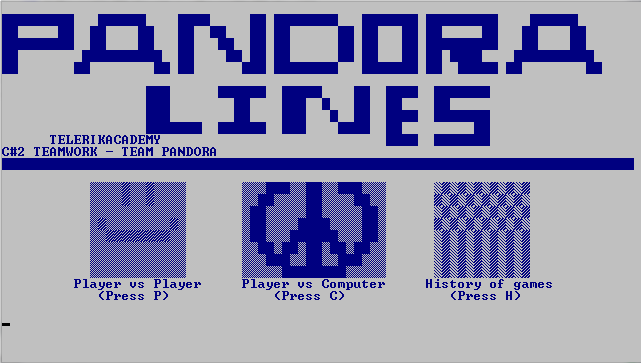 PANDORA
LINES
TELERIKACADEMY
C#2 TEAMWORK - TEAM PANDORA
Player vs Player Player vs Computer History of games
(Press P) (Press C) (Press H)